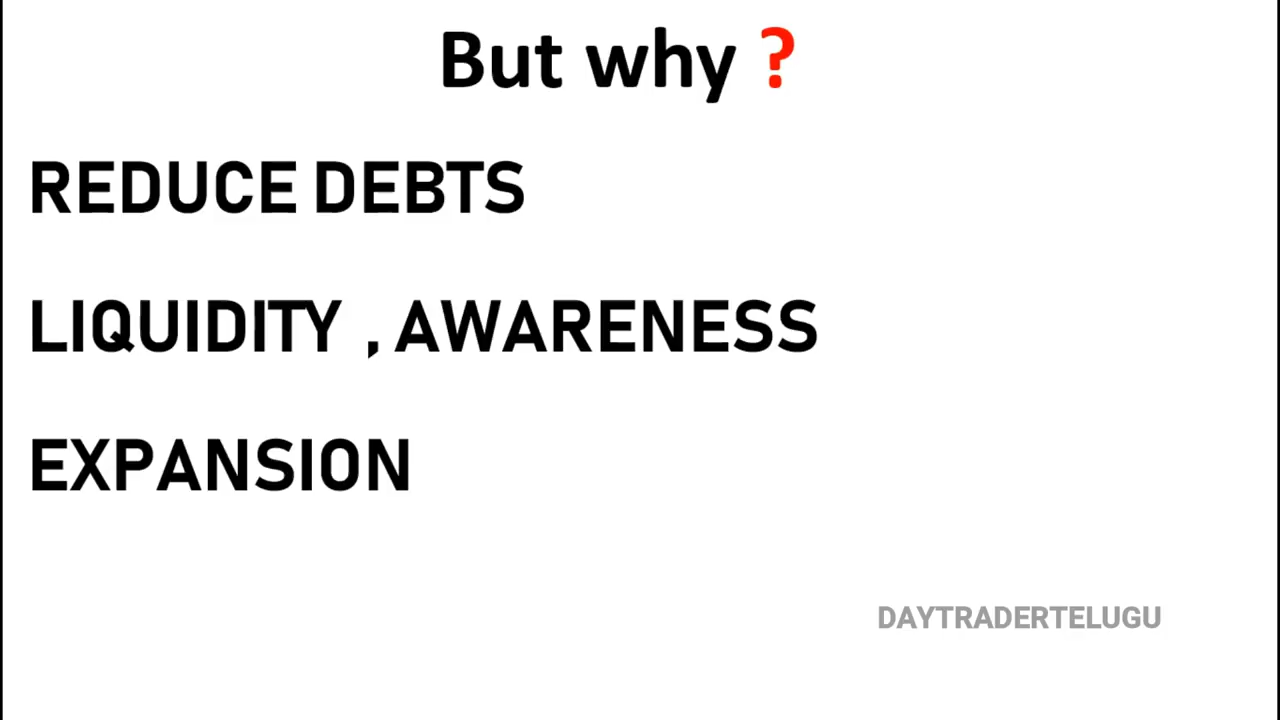 But why ?
REDUCE DEBTS
LIQUIDITY , AWARENESS
EXPANSION
DAYTRADERTELUGU